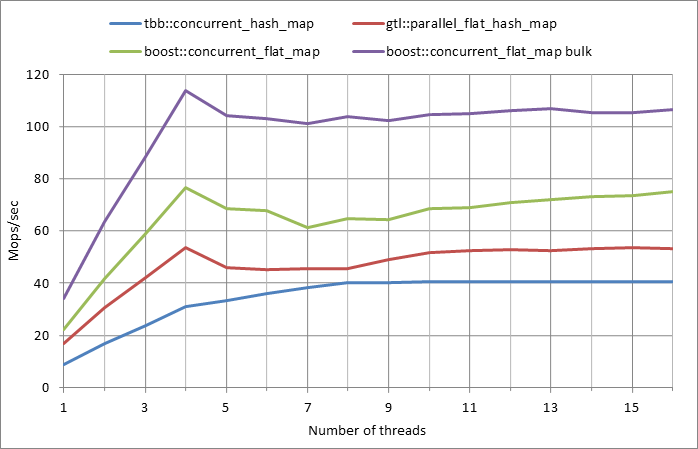 tbb::concurrent_hash_map gtl::parallel_flat_hash_map
boost::concurrent_flat_map boost::concurrent_flat_map bulk
120
100
80
60
40
20
0
Mops/sec
1 3 5 7 9 11 13 15
Number of threads